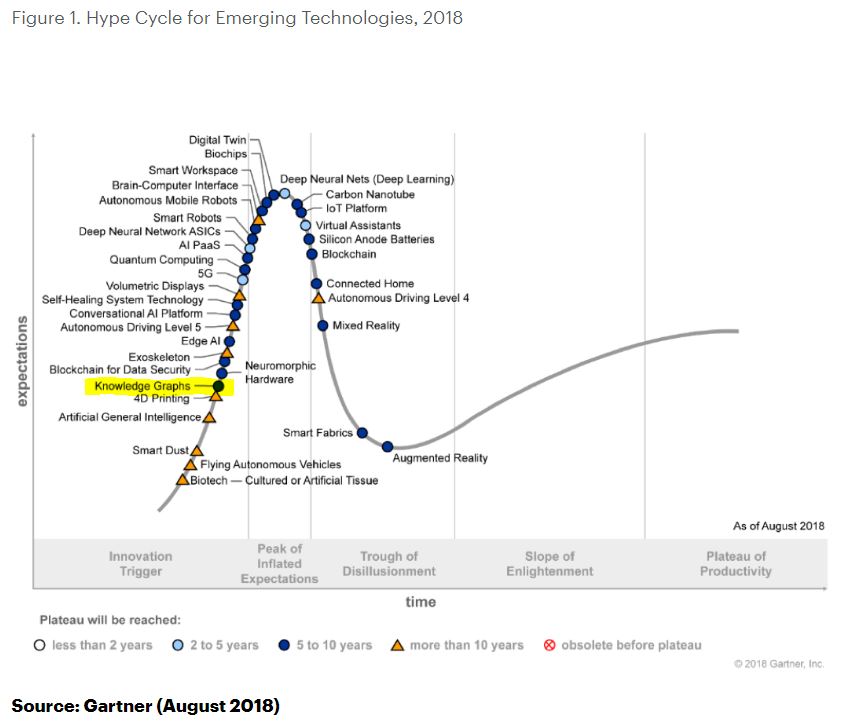 Figure 1. Hype Cycle for Emerging Technologies, 2018
Digital Twin
Biochips
Smart Workspace
Brain-Computer Interface
Autonomous Mobile Robots
Smart Robots
Deep Neural Network ASICs
AI PaaS
Quantum Computing
5G
Volumetric Displays
Self-Healing System Technology
Conversational AI Platform
Autonomous Driving Level 5
Edge AI
Exoskeleton
Blockchain for Data Security
Neuromorphic
Hardware
Knowledge Graphs
4D Printing
Artificial General Intelligence
Smart Dust
Flying Autonomous Vehicles
Biotech — Cultured or Artificial Tissue
Deep Neural Nets (Deep Learning)
Carbon Nanotube
IoT Platform
Virtual Assistants
Silicon Anode Batteries
Blockchain
Connected Home
Autonomous Driving Level 4
Mixed Reality
Smart Fabrics
Augmented Reality
expectations
As of August 2018
Innovation
Trigger
Peak of
Inflated
Expectations
Trough of
Disillusionment
Slope of
Enlightenment
Plateau of
Productivity
time
Plateau will be reached:
less than 2 years
2 to 5 years
5 to 10 years
more than 10 years
obsolete before plateau
© 2018 Gartner, Inc.
Source: Gartner (August 2018)